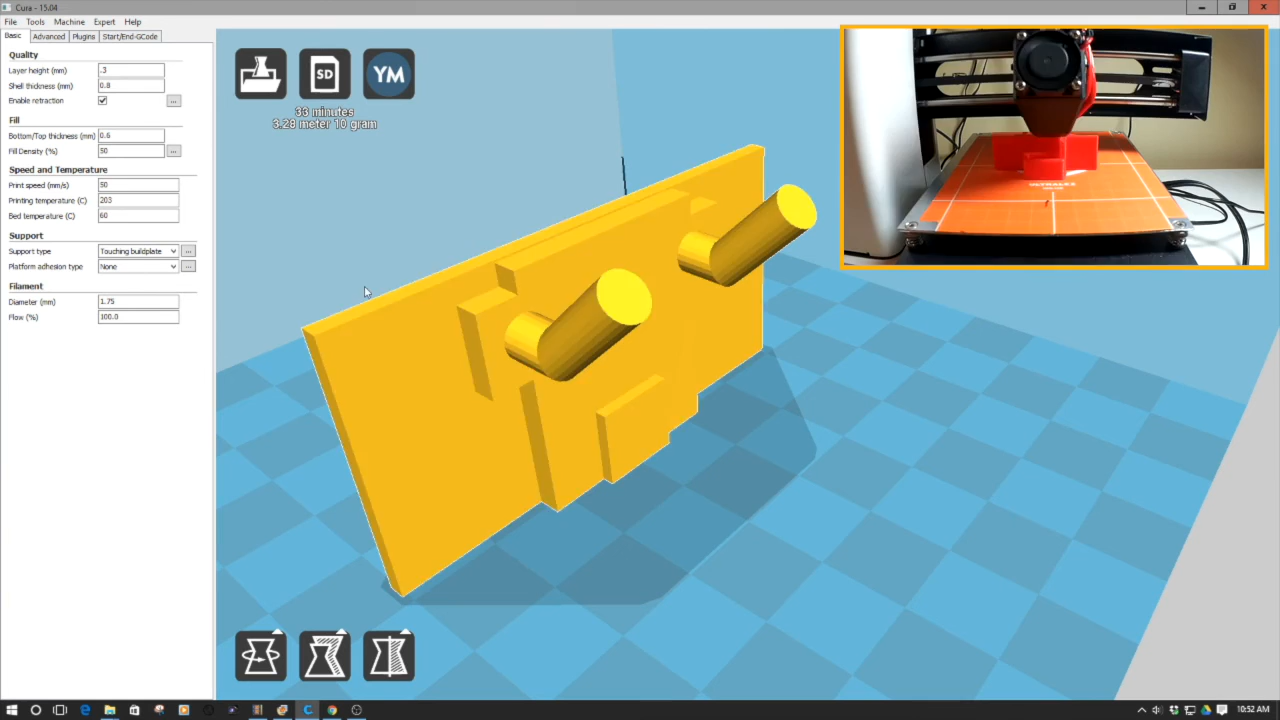 Cura - 15.04
File Tools Machine Expert Help
Basic Advanced Plugins Start/End-GCode
Quality
Layer height (mm) .3
Shell thickness (mm) 0.8
Enable retraction ...
Fill
Bottom/Top thickness (mm) 0.6
Fill Density (%) 50 ...
Speed and Temperature
Print speed (mm/s) 50
Printing temperature (C) 203
Bed temperature (C) 60
Support
Support type Touching buildplate ...
Platform adhesion type None ...
Filament
Diameter (mm) 1.75
Flow (%) 100.0
SD YM
33 minutes
3.28 meter 10 gram
10:52 AM